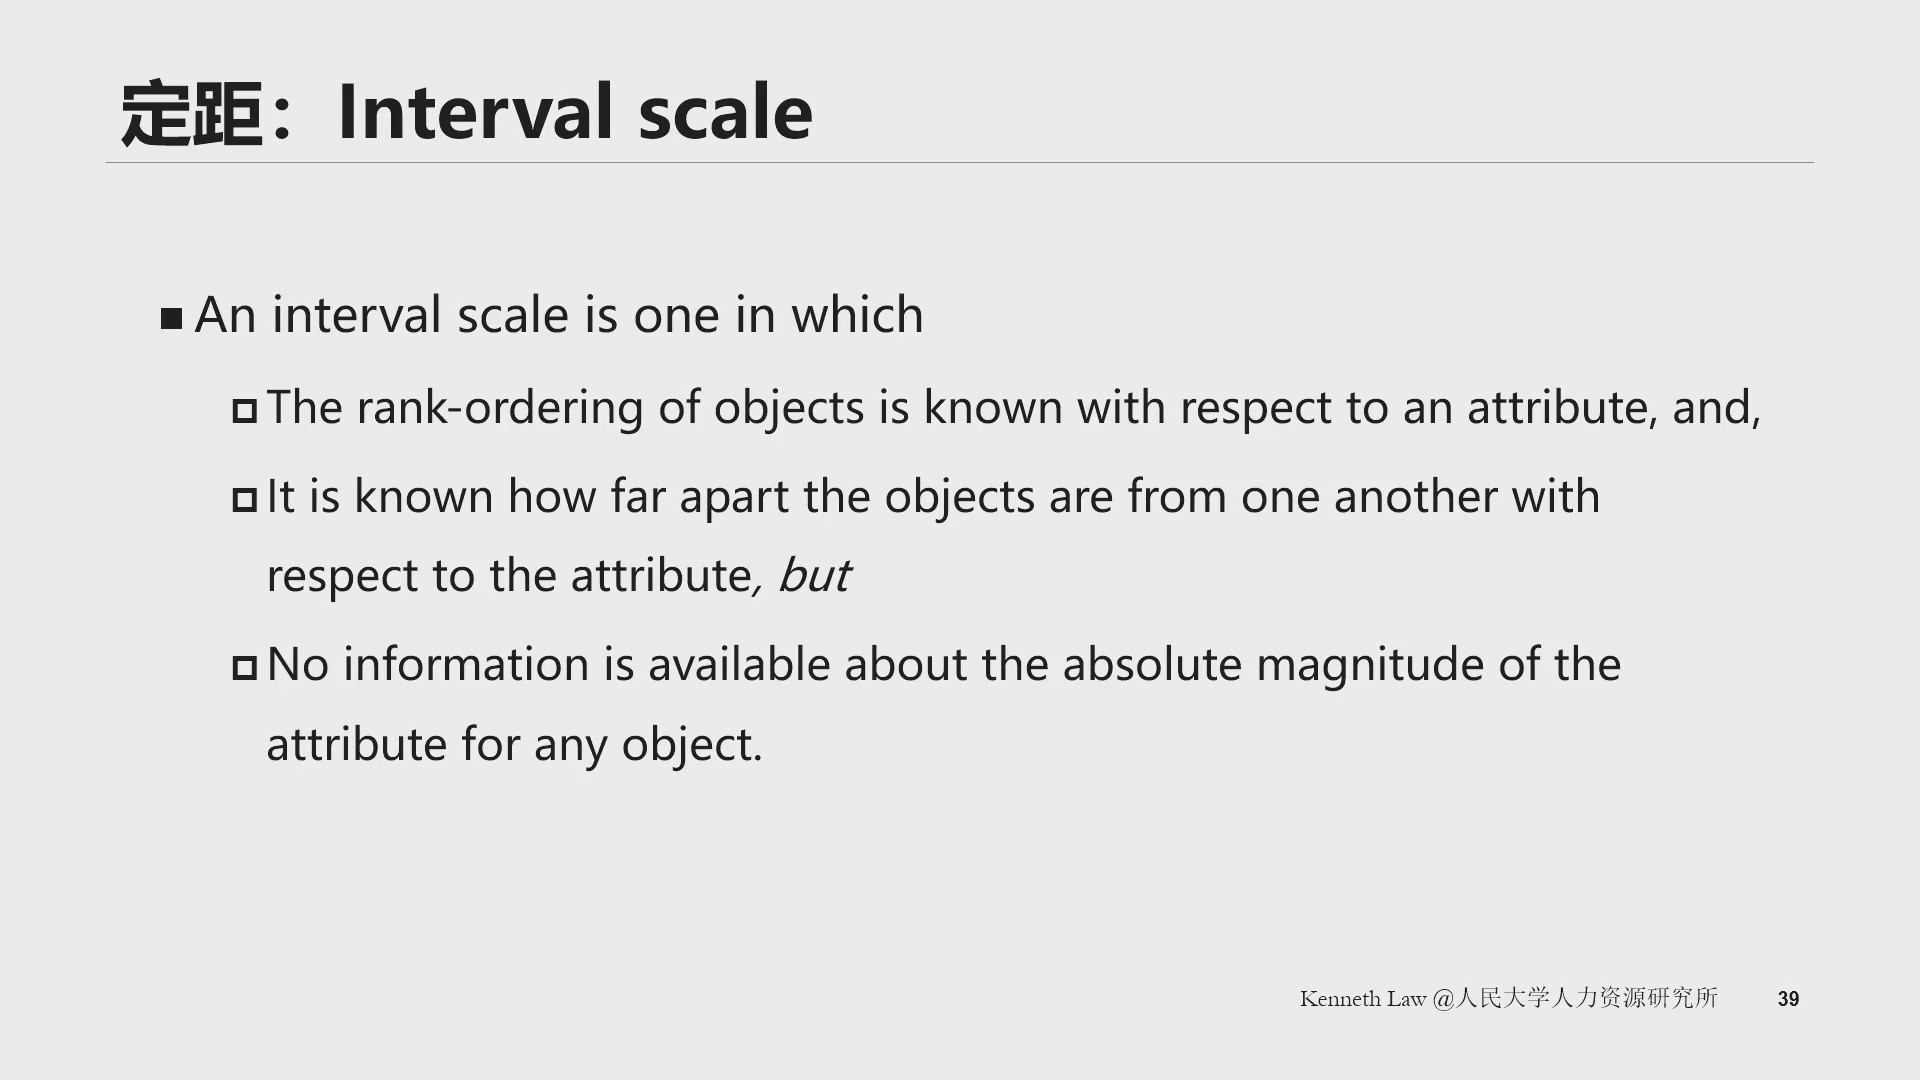 定距：Interval scale
An interval scale is one in which
The rank-ordering of objects is known with respect to an attribute, and,
It is known how far apart the objects are from one another with
respect to the attribute, but
No information is available about the absolute magnitude of the
attribute for any object.
Kenneth Law @人民大学人力资源研究所 39